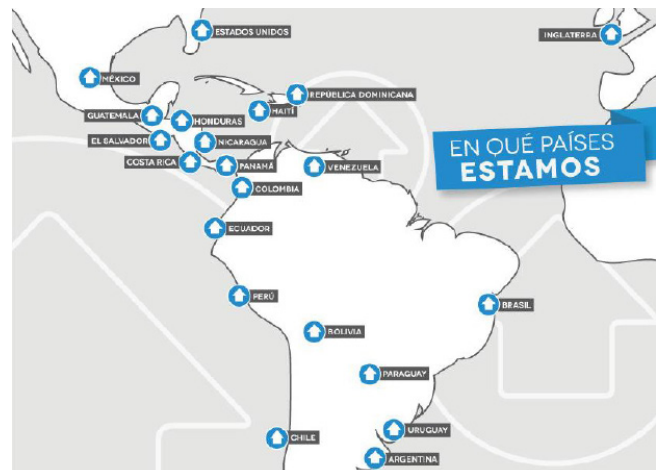 ESTADOS UNIDOS
INGLATERRA
MÉXICO
REPÚBLICA DOMINICANA
HAITÍ
GUATEMALA
HONDURAS
EL SALVADOR
NICARAGUA
COSTA RICA
PANAMÁ
VENEZUELA
COLOMBIA
EN QUÉ PAÍSES
ESTAMOS
ECUADOR
PERÚ
BRASIL
BOLIVIA
PARAGUAY
URUGUAY
CHILE
ARGENTINA